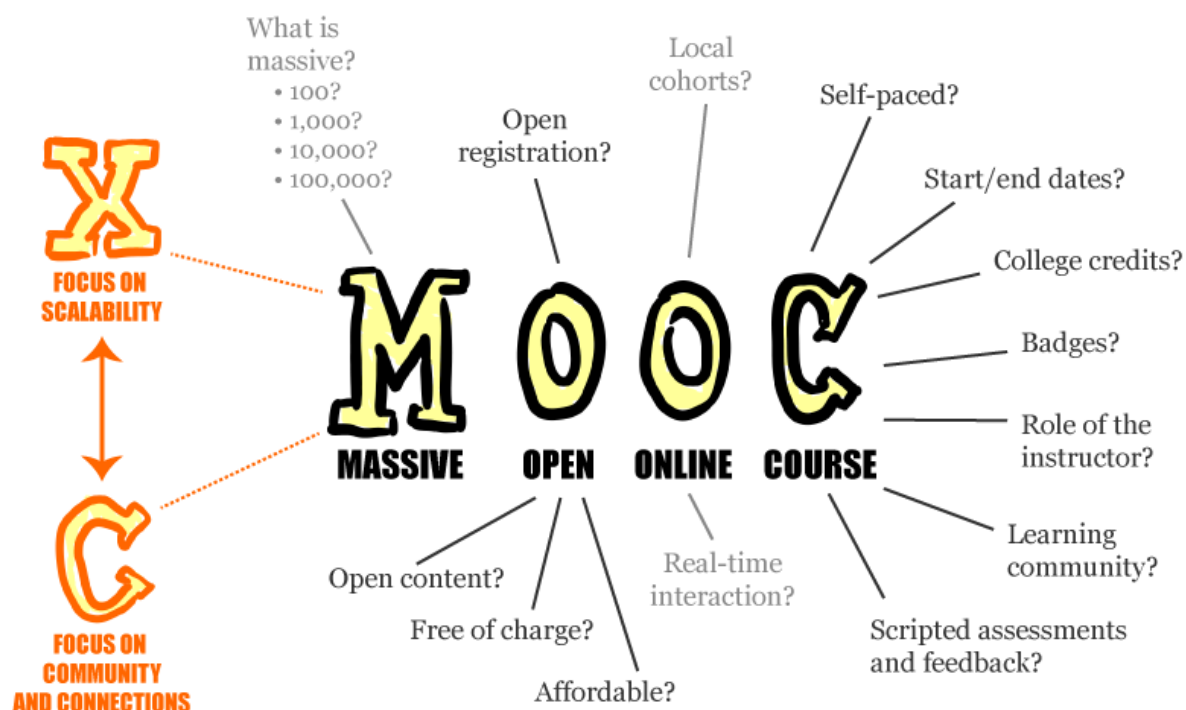 What is
massive?
• 100?
• 1,000?
• 10,000?
• 100,000?
Local
cohorts?
Self-paced?
Open
registration?
Start/end dates?
College credits?
Badges?
Role of the
instructor?
Learning
community?
Scripted assessments
and feedback?
X
FOCUS ON
SCALABILITY
C
FOCUS ON
COMMUNITY
AND CONNECTIONS
MOOC
MASSIVE OPEN ONLINE COURSE
Open content?
Free of charge?
Affordable?
Real-time
interaction?